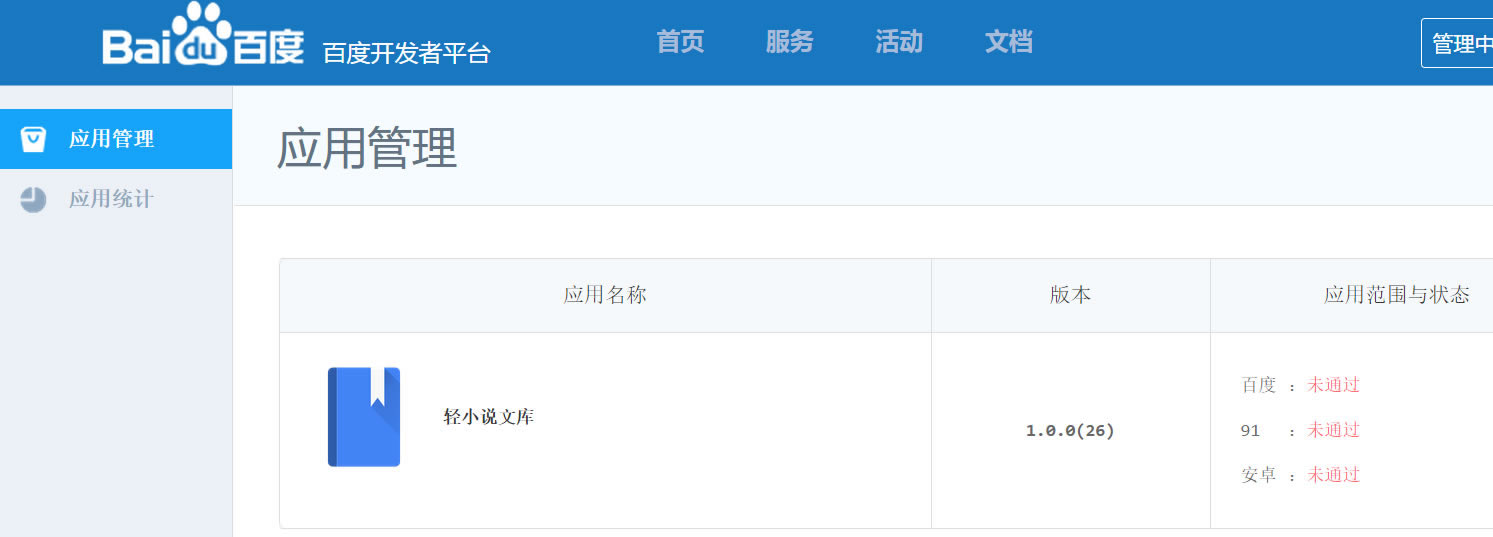 Baidu百度 百度开发者平台 首页 服务 活动 文档 管理中
应用管理
应用统计
应用管理
应用名称 版本 应用范围与状态
轻小说文库 1.0.0(26)
百度 : 未通过
91 : 未通过
安卓 : 未通过